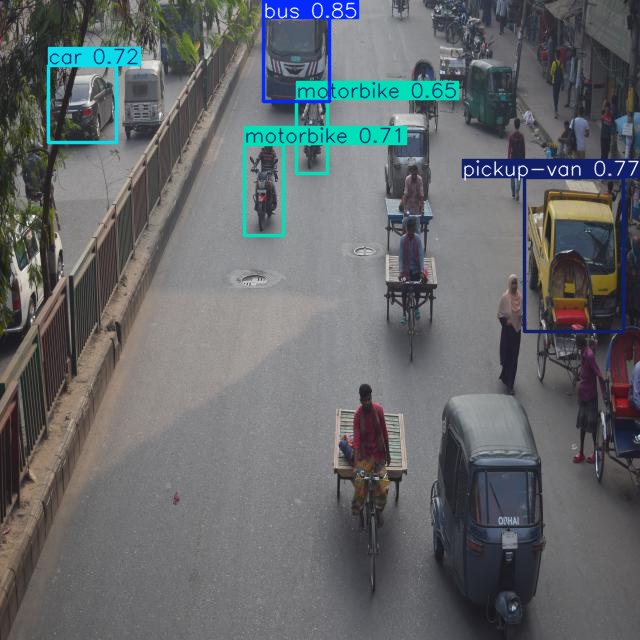 bus 0.85
car 0.72
motorbike 0.65
motorbike 0.71
pickup-van 0.77